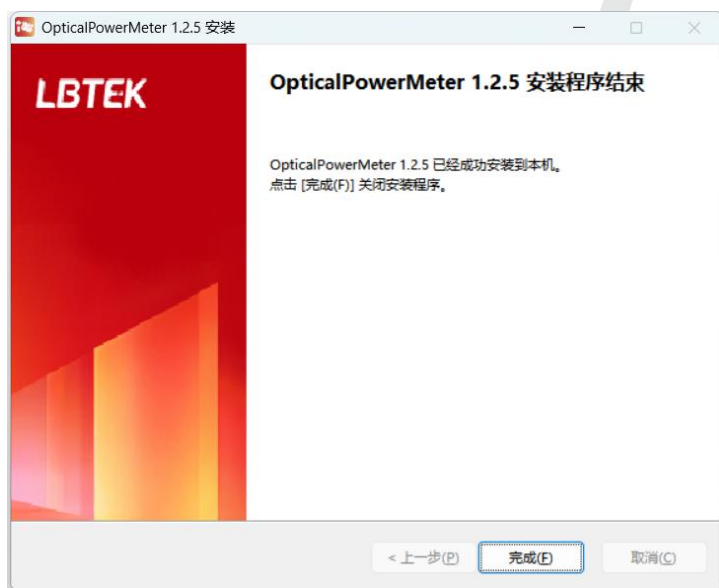 OpticalPowerMeter 1.2.5 安装
LBTEK
OpticalPowerMeter 1.2.5 安装程序结束
OpticalPowerMeter 1.2.5 已经成功安装到本机。
点击 [完成(F)] 关闭安装程序。
< 上一步(P) 完成(F) 取消(C)